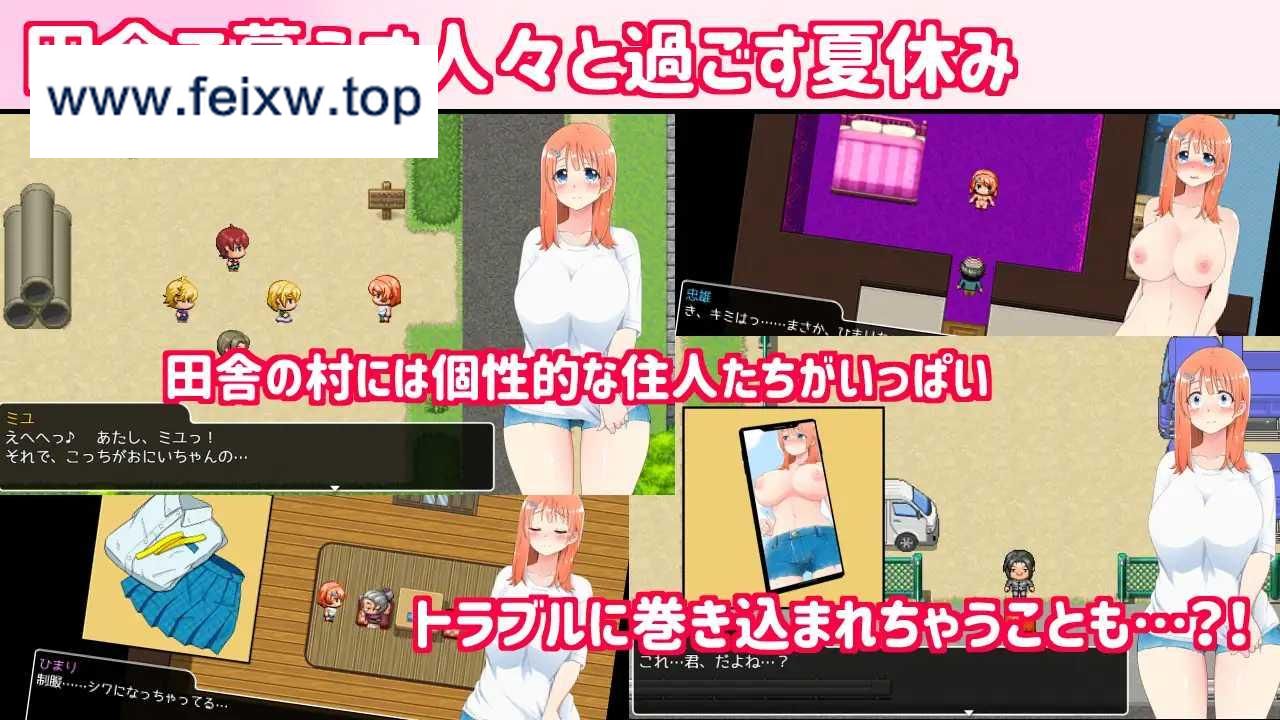 人々と過ごす夏休み
www.feixw.top
忠雄
き、キミはっ……まさか、ひまり
田舎の村には個性的な住人たちがいっぱい
ミユ
えへへっ♪ あたし、ミユっ！
それで、こっちがおにいちゃんの…
トラブルに巻き込まれちゃうことも…？！
ひまり
制服……シワになっちゃってる…
これ…君、だよね…？